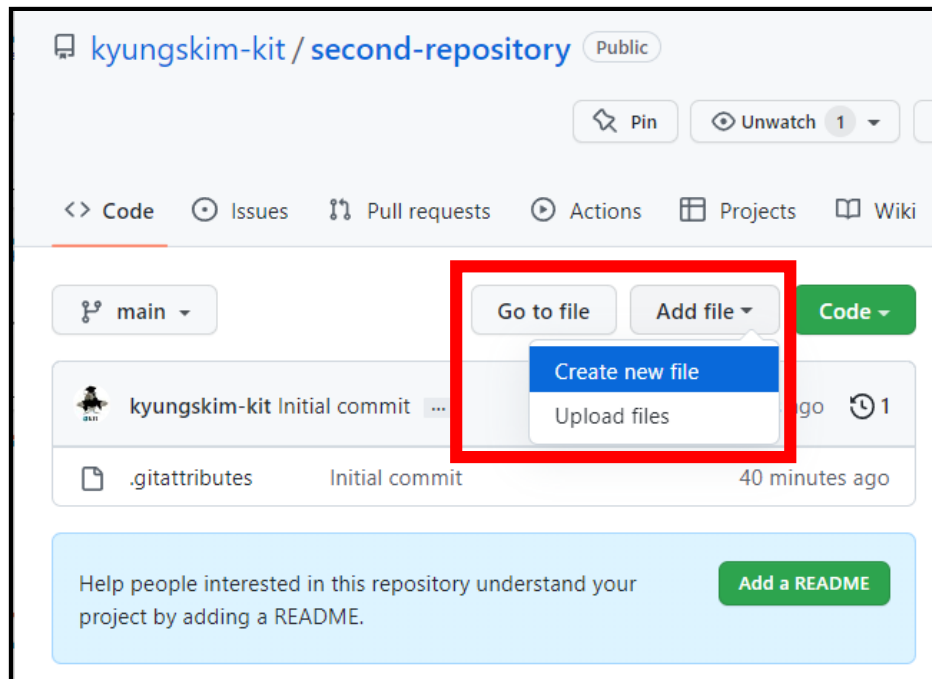 kyungskim-kit / second-repository Public
Pin Unwatch 1
Code Issues Pull requests Actions Projects Wiki
main Go to file Add file Code
Create new file
Upload files
kyungskim-kit Initial commit ... ago 1
.gitattributes Initial commit 40 minutes ago
Help people interested in this repository understand your
project by adding a README.
Add a README